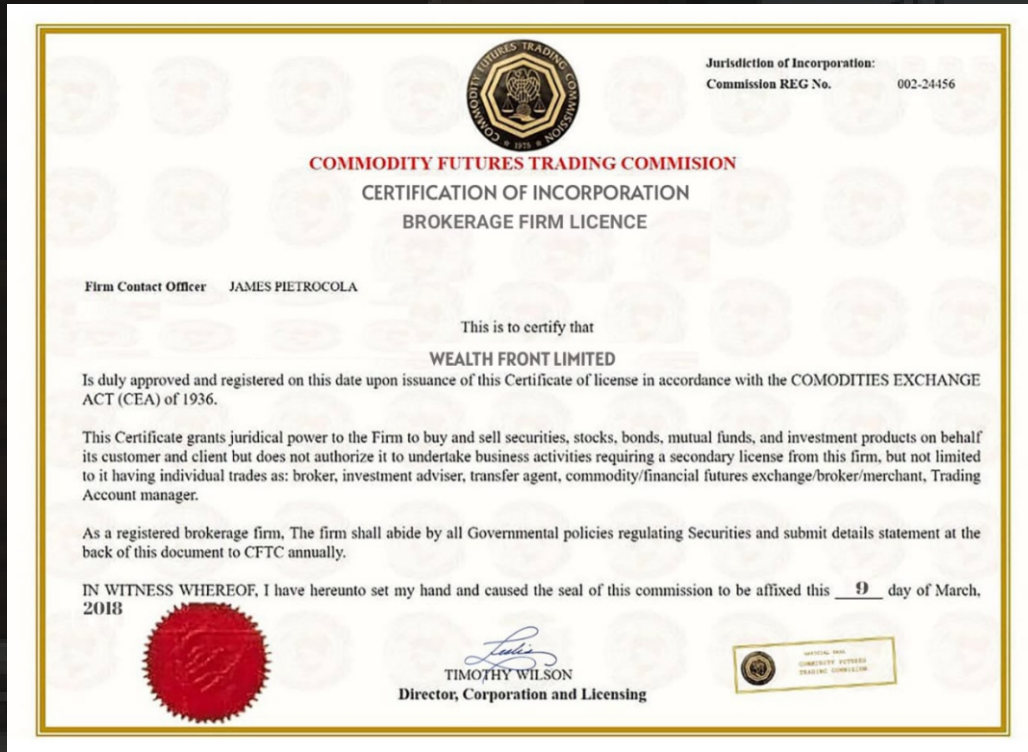 COMMODITY FUTURES TRADING COMMISSION
★ 1975 ★
Jurisdiction of Incorporation:
Commission REG No. 002-24456
COMMODITY FUTURES TRADING COMMISION
CERTIFICATION OF INCORPORATION
BROKERAGE FIRM LICENCE
Firm Contact Officer JAMES PIETROCOLA
This is to certify that
WEALTH FRONT LIMITED
Is duly approved and registered on this date upon issuance of this Certificate of license in accordance with the COMODITIES EXCHANGE
ACT (CEA) of 1936.
This Certificate grants juridical power to the Firm to buy and sell securities, stocks, bonds, mutual funds, and investment products on behalf
its customer and client but does not authorize it to undertake business activities requiring a secondary license from this firm, but not limited
to it having individual trades as: broker, investment adviser, transfer agent, commodity/financial futures exchange/broker/merchant, Trading
Account manager.
As a registered brokerage firm, The firm shall abide by all Governmental policies regulating Securities and submit details statement at the
back of this document to CFTC annually.
IN WITNESS WHEREOF, I have hereunto set my hand and caused the seal of this commission to be affixed this 9 day of March,
2018
Leslie
TIMOTHY WILSON
Director, Corporation and Licensing
OFFICIAL SEAL
COMMODITY FUTURES
TRADING COMMISSION